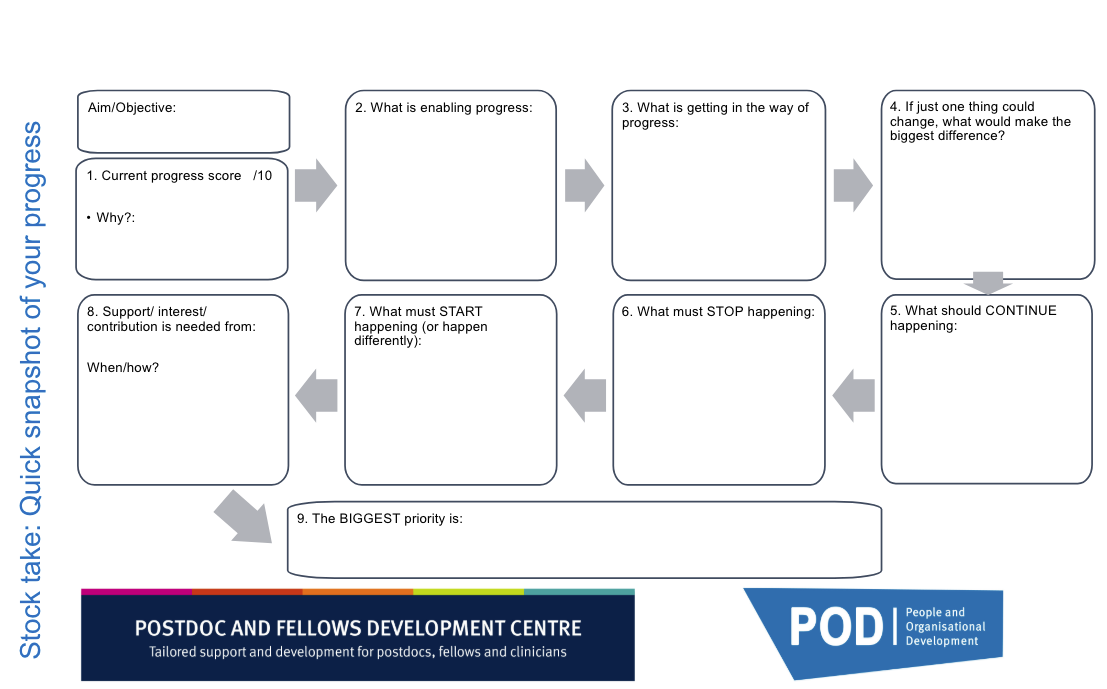 Stock take: Quick snapshot of your progress
Aim/Objective:
1. Current progress score /10
• Why?:
2. What is enabling progress:
3. What is getting in the way of
progress:
4. If just one thing could
change, what would make the
biggest difference?
5. What should CONTINUE
happening:
6. What must STOP happening:
7. What must START
happening (or happen
differently):
8. Support/ interest/
contribution is needed from:
When/how?
9. The BIGGEST priority is:
POSTDOC AND FELLOWS DEVELOPMENT CENTRE
Tailored support and development for postdocs, fellows and clinicians
POD
People and
Organisational
Development